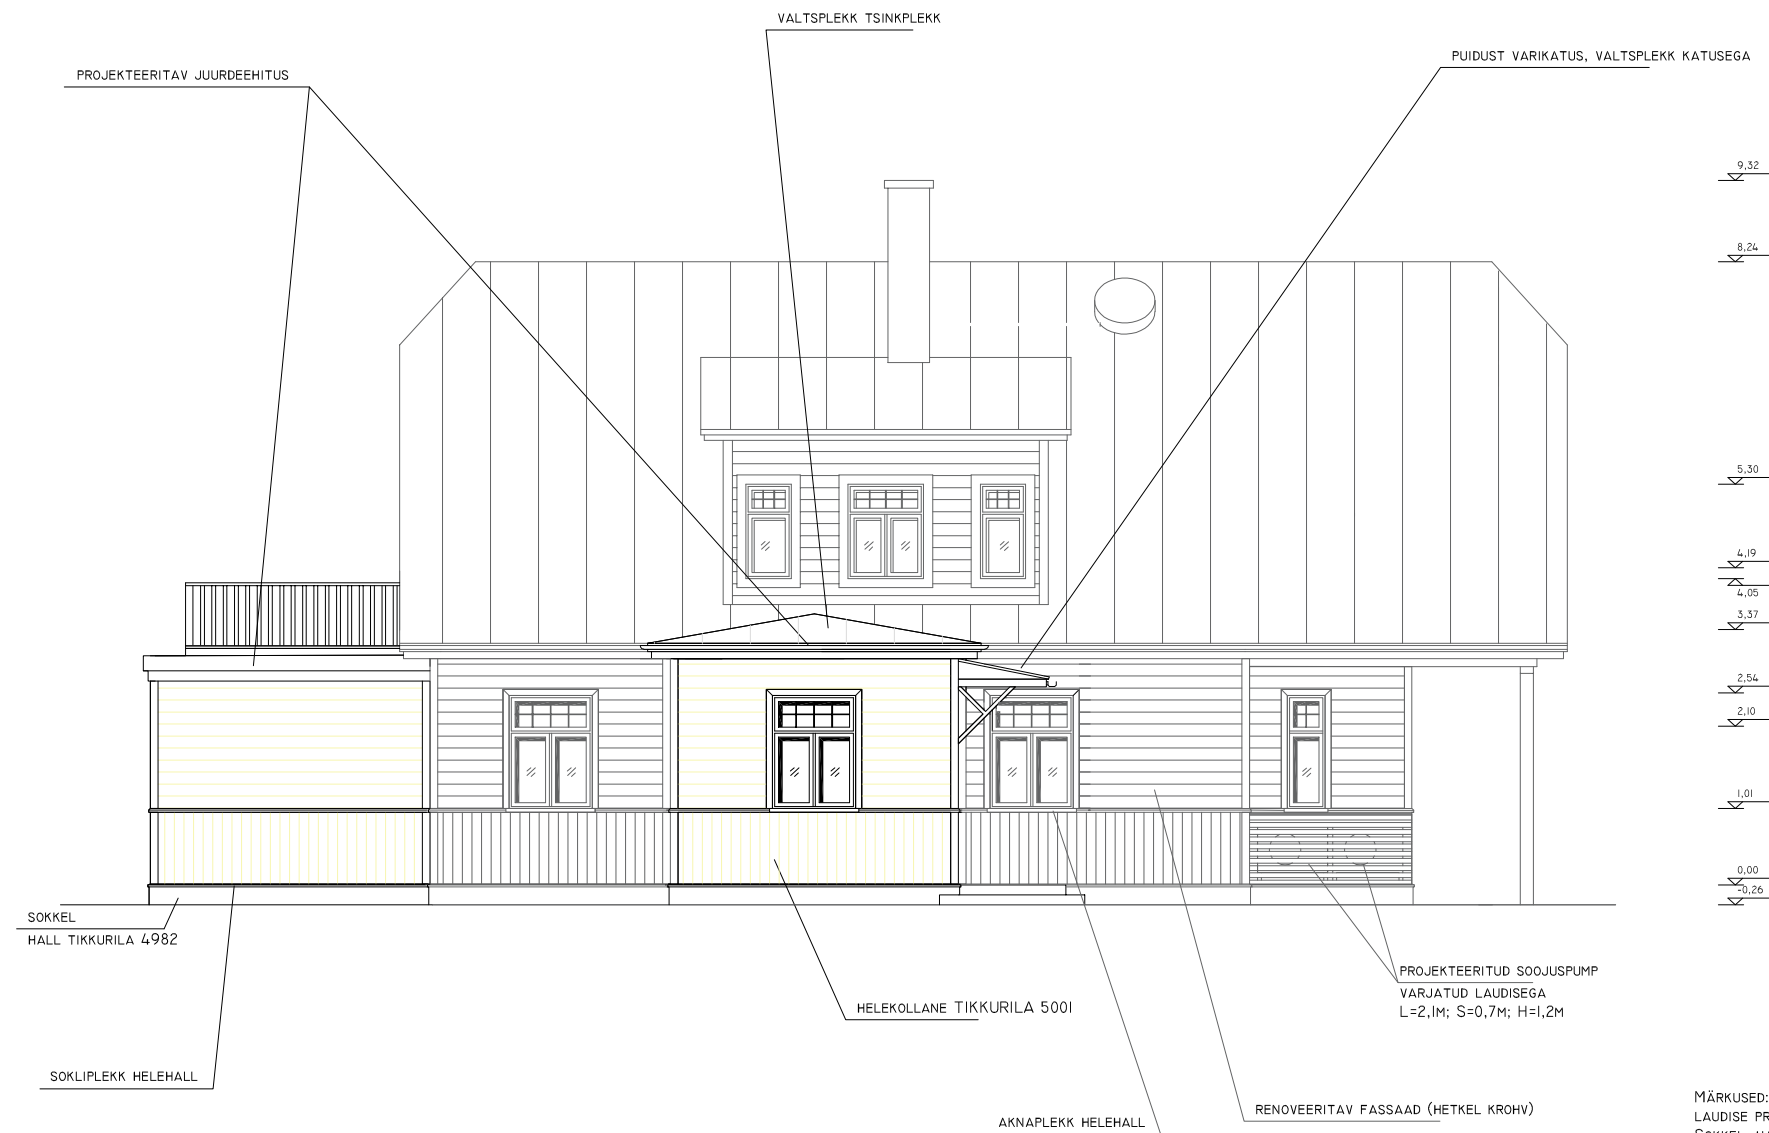 VALTSPLEKK TSINKPLEKK
PUIDUST VARIKATUS, VALTSPLEKK KATUSEGA
PROJEKTEERITAV JUURDEEHITUS
9,32
8,24
5,30
4,19
4,05
3,37
2,54
2,10
1,01
0,00
-0,26
SOKKEL
HALL TIKKURILA 4982
PROJEKTEERITUD SOOJUSPUMP
VARJATUD LAUDISEGA
L=2,1M; S=0,7M; H=1,2M
HELEKOLLANE TIKKURILA 5001
SOKLIPLEKK HELEHALL
RENOVEERITAV FASSAAD (HETKEL KROHV)
AKNAPLEKK HELEHALL
MÄRKUSED:
LAUDISE PR